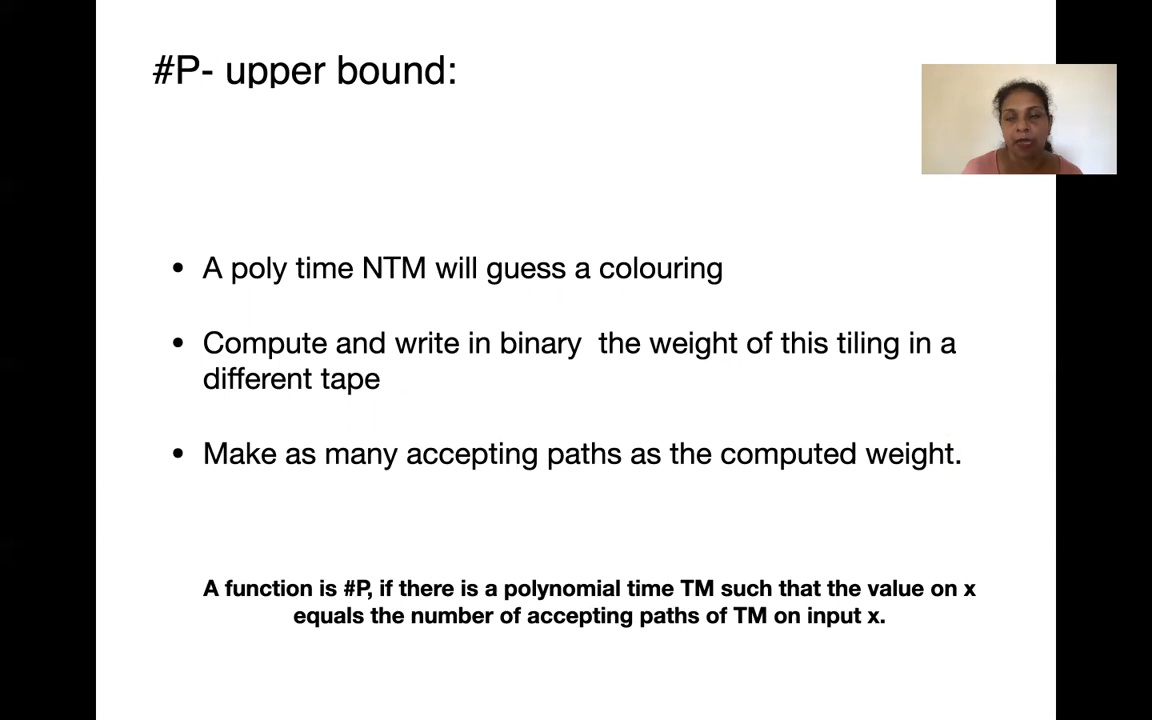 #P- upper bound:
• A poly time NTM will guess a colouring
• Compute and write in binary  the weight of this tiling in a
different tape
• Make as many accepting paths as the computed weight.
A function is #P, if there is a polynomial time TM such that the value on x
equals the number of accepting paths of TM on input x.